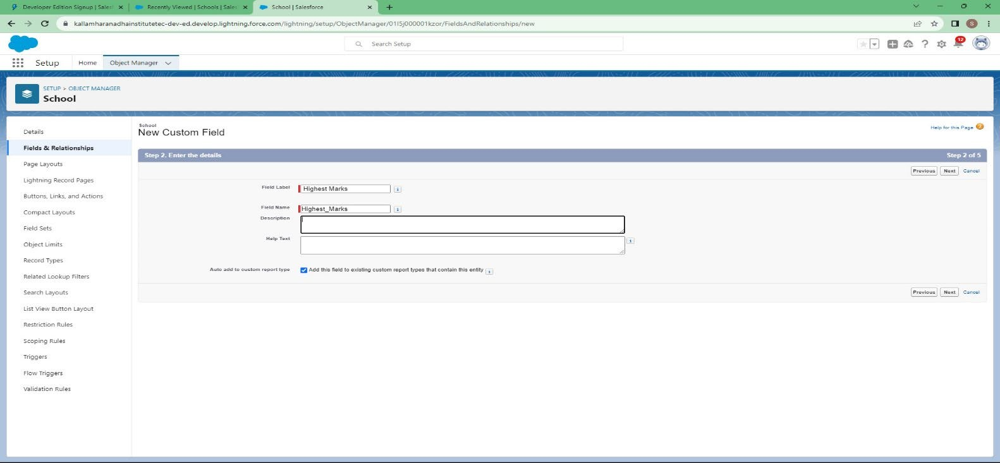 Developer Edition Signup | Sales
Recently Viewed | Schools | Sales
School | Salesforce
kallamharanadhainstitutetec-dev-ed.develop.lightning.force.com/lightning/setup/ObjectManager/01I5j000001kzor/FieldsAndRelationships/new
S
Search Setup
12
Setup
Home
Object Manager
SETUP > OBJECT MANAGER
School
Details
Fields & Relationships
Page Layouts
Lightning Record Pages
Buttons, Links, and Actions
Compact Layouts
Field Sets
Object Limits
Record Types
Related Lookup Filters
Search Layouts
List View Button Layout
Restriction Rules
Scoping Rules
Triggers
Flow Triggers
Validation Rules
School
New Custom Field
Help for this Page ?
Step 2. Enter the details
Step 2 of 5
Previous Next Cancel
Field Label Highest Marks i
Field Name Highest_Marks i
Description
Help Text i
Auto add to custom report type Add this field to existing custom report types that contain this entity i
Previous Next Cancel